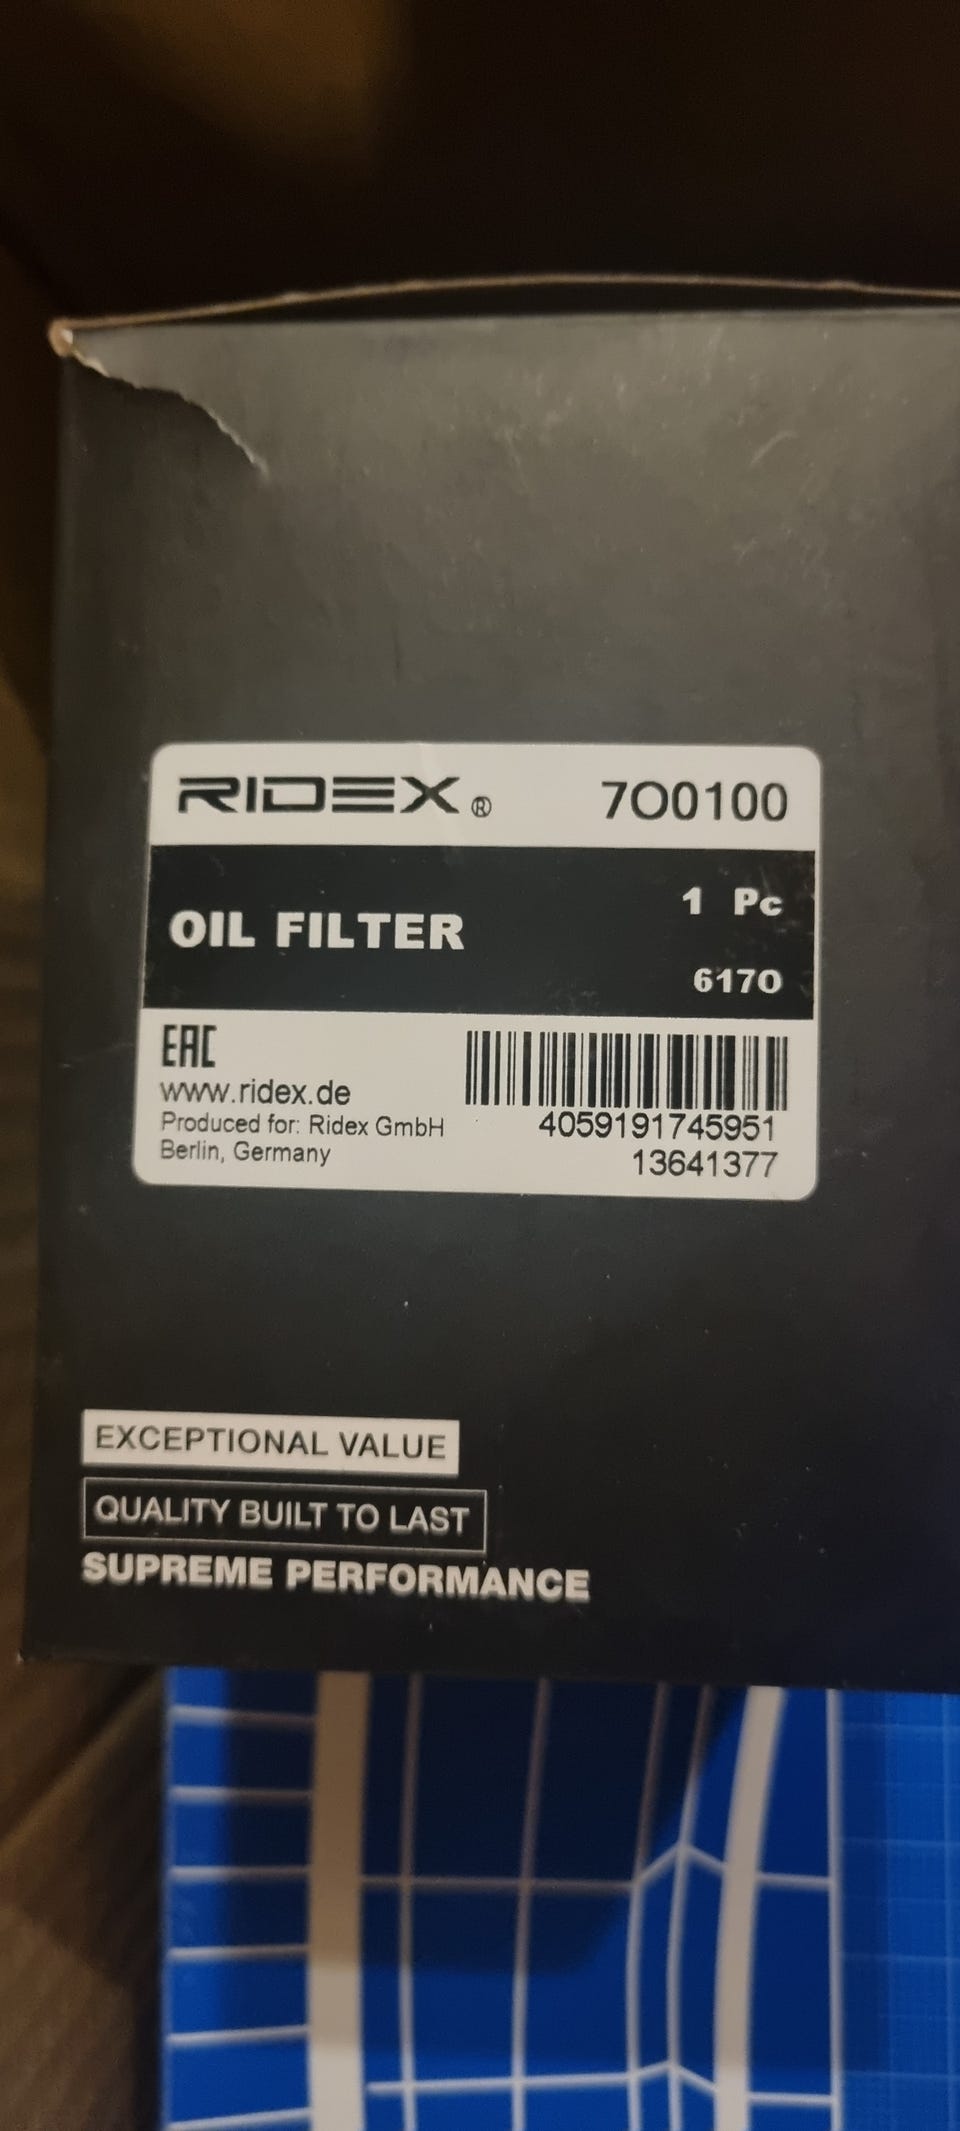 RIDEX® 7O0100
OIL FILTER
1 Pc
6170
EAC
www.ridex.de
Produced for: Ridex GmbH
Berlin, Germany
4059191745951
13641377
EXCEPTIONAL VALUE
QUALITY BUILT TO LAST
SUPREME PERFORMANCE